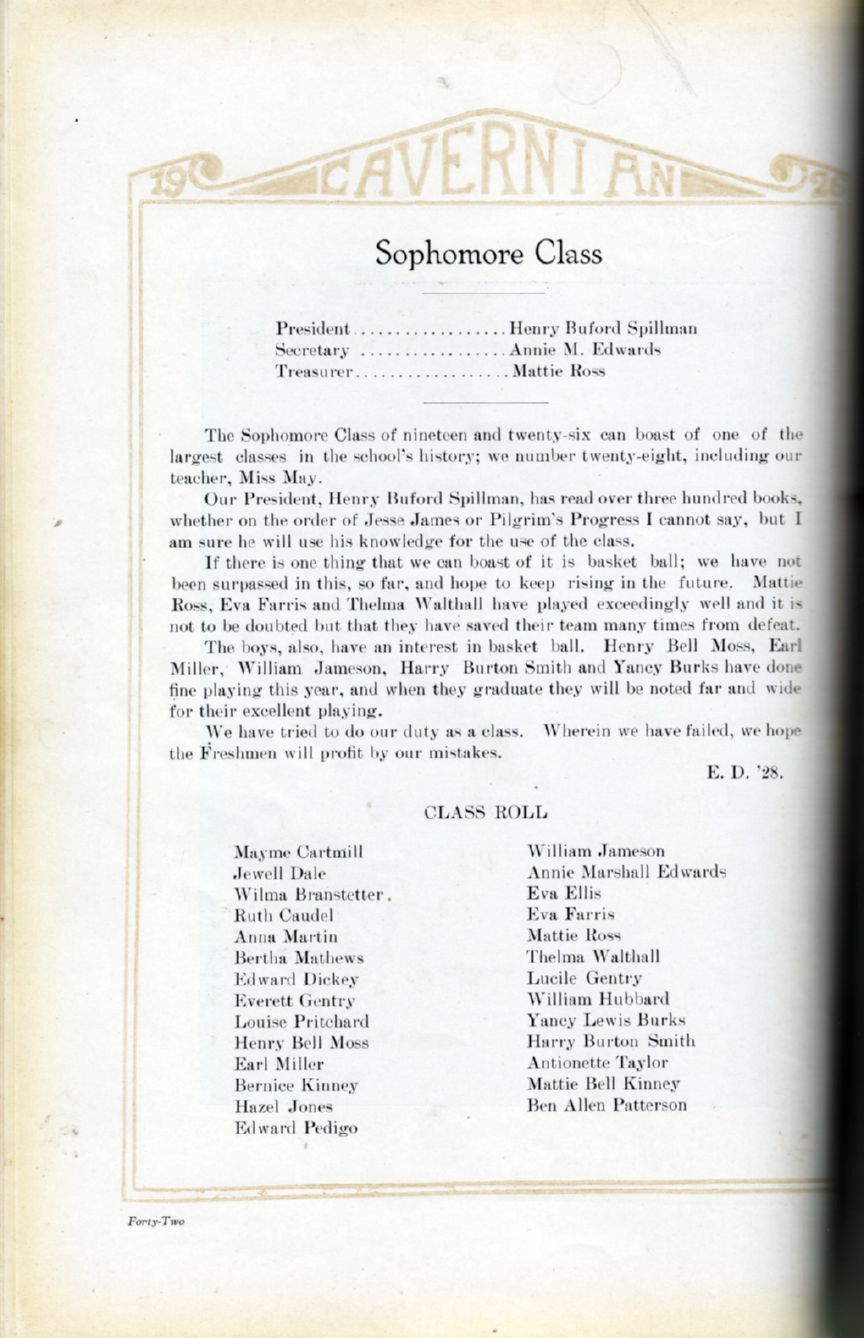 1926
CAVERNIAN
Sophomore Class
President ................. Henry Buford Spillman
Secretary ................. Annie M. Edwards
Treasurer.................. Mattie Ross
The Sophomore Class of nineteen and twenty-six can boast of one of the
largest classes in the school's history; we number twenty-eight, including our
teacher, Miss May.
Our President, Henry Buford Spillman, has read over three hundred books,
whether on the order of Jesse James or Pilgrim's Progress I cannot say, but I
am sure he will use his knowledge for the use of the class.
If there is one thing that we can boast of it is basket ball; we have not
been surpassed in this, so far, and hope to keep rising in the future. Mattie
Ross, Eva Farris and Thelma Walthall have played exceedingly well and it is
not to be doubted but that they have saved their team many times from defeat.
The boys, also, have an interest in basket ball. Henry Bell Moss, Earl
Miller, William Jameson, Harry Burton Smith and Yancy Burks have done
fine playing this year, and when they graduate they will be noted far and wide
for their excellent playing.
We have tried to do our duty as a class. Wherein we have failed, we hope
the Freshmen will profit by our mistakes.
E. D. '28.
CLASS ROLL
Mayme Cartmill
Jewell Dale
Wilma Branstetter.
Ruth Caudel
Anna Martin
Bertha Mathews
Edward Dickey
Everett Gentry
Louise Pritchard
Henry Bell Moss
Earl Miller
Bernice Kinney
Hazel Jones
Edward Pedigo
William Jameson
Annie Marshall Edwards
Eva Ellis
Eva Farris
Mattie Ross
Thelma Walthall
Lucile Gentry
William Hubbard
Yancy Lewis Burks
Harry Burton Smith
Antionette Taylor
Mattie Bell Kinney
Ben Allen Patterson
Forty-Two